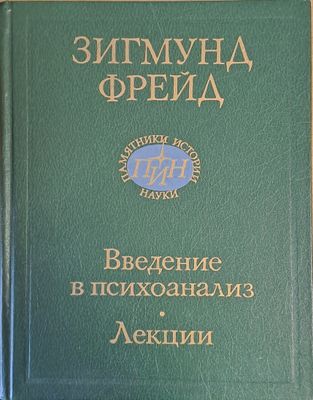 ЗИГМУНД
ФРЕЙД
ПАМЯТНИКИ ИСТОРИИ
ПИН
НАУКИ
Введение
в психоанализ
•
Лекции